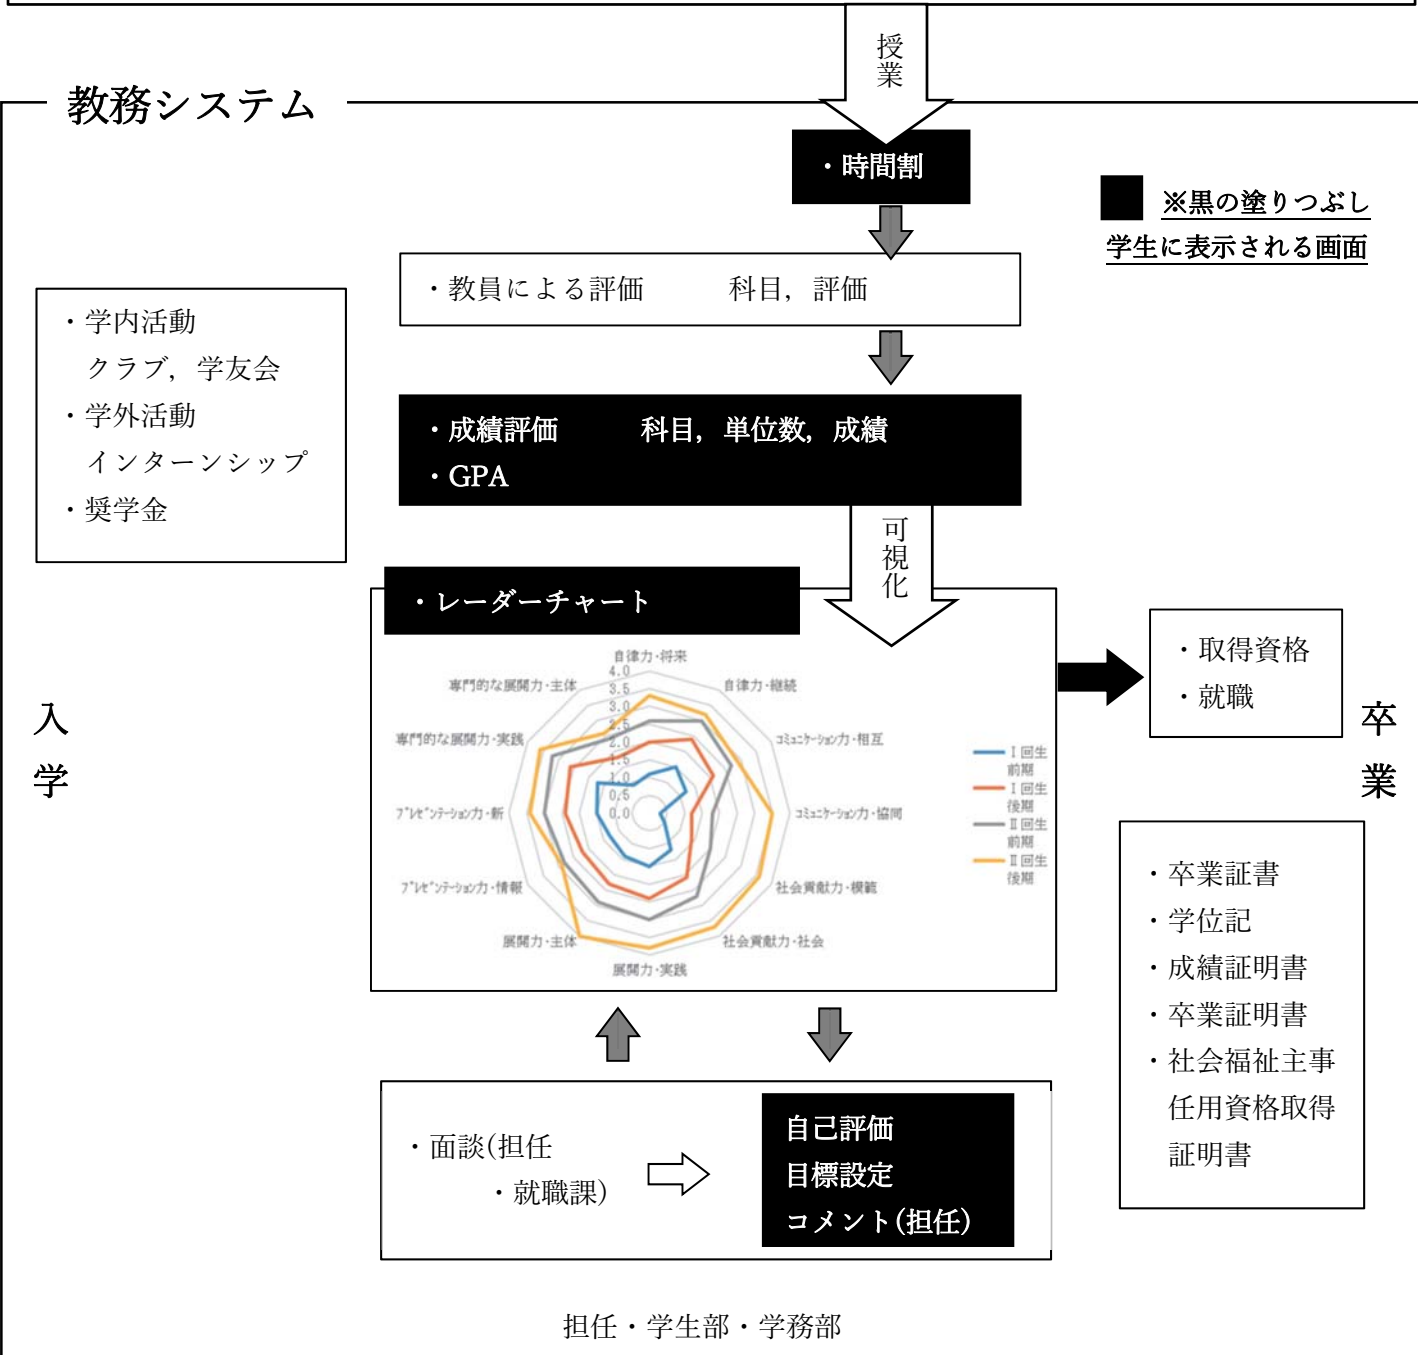 授業
教務システム
・時間割
※黒の塗りつぶし
学生に表示される画面
・教員による評価　　　科目，評価
・学内活動
クラブ，学友会
・学外活動
インターンシップ
・奨学金
・成績評価　　　科目，単位数，成績
・GPA
可視化
・レーダーチャート
自律力・将来
自律力・継続
コミュニケーション力・相互
コミュニケーション力・協同
社会貢献力・模範
社会貢献力・社会
展開力・実践
展開力・主体
プレゼンテーション力・情報
プレゼンテーション力・新
専門的な展開力・実践
専門的な展開力・主体
4.0
3.5
3.0
2.5
2.0
1.5
1.0
0.5
0.0
Ⅰ回生
前期
Ⅰ回生
後期
Ⅱ回生
前期
Ⅱ回生
後期
入学
・取得資格
・就職
卒業
・卒業証書
・学位記
・成績証明書
・卒業証明書
・社会福祉主事
任用資格取得
証明書
・面談(担任
・就職課)
自己評価
目標設定
コメント(担任)
担任・学生部・学務部